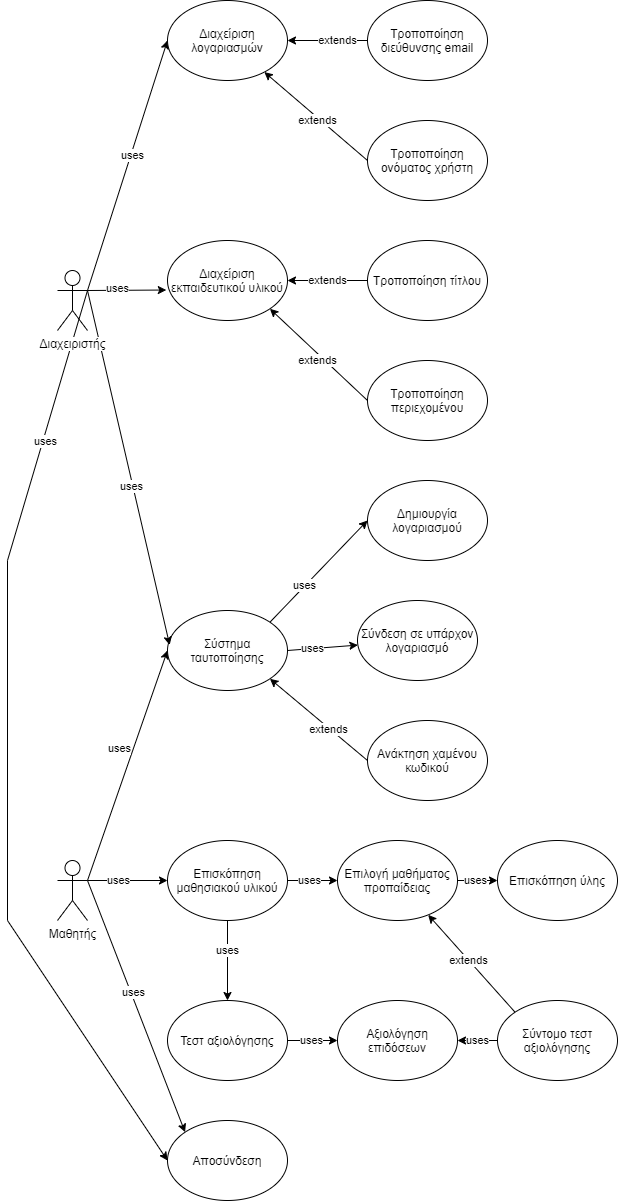 Διαχείριση
λογαριασμών
extends
Τροποποίηση
διεύθυνσης email
extends
uses
Τροποποίηση
ονόματος χρήστη
Διαχείριση
εκπαιδευτικού υλικού
extends
Τροποποίηση τίτλου
uses
Διαχειριστής
extends
Τροποποίηση
περιεχομένου
uses
uses
Δημιουργία
λογαριασμού
uses
Σύστημα
ταυτοποίησης
uses
Σύνδεση σε υπάρχον
λογαριασμό
extends
uses
Ανάκτηση χαμένου
κωδικού
Μαθητής
uses
Επισκόπηση
μαθησιακού υλικού
uses
Επιλογή μαθήματος
προπαίδειας
uses
Επισκόπηση ύλης
uses
extends
uses
Τεστ αξιολόγησης
uses
Αξιολόγηση
επιδόσεων
uses
Σύντομο τεστ
αξιολόγησης
Αποσύνδεση